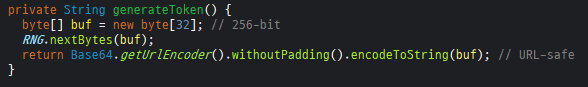 private String generateToken() {
  byte[] buf = new byte[32]; // 256-bit
  RNG.nextBytes(buf);
  return Base64.getUrlEncoder().withoutPadding().encodeToString(buf); // URL-safe
}